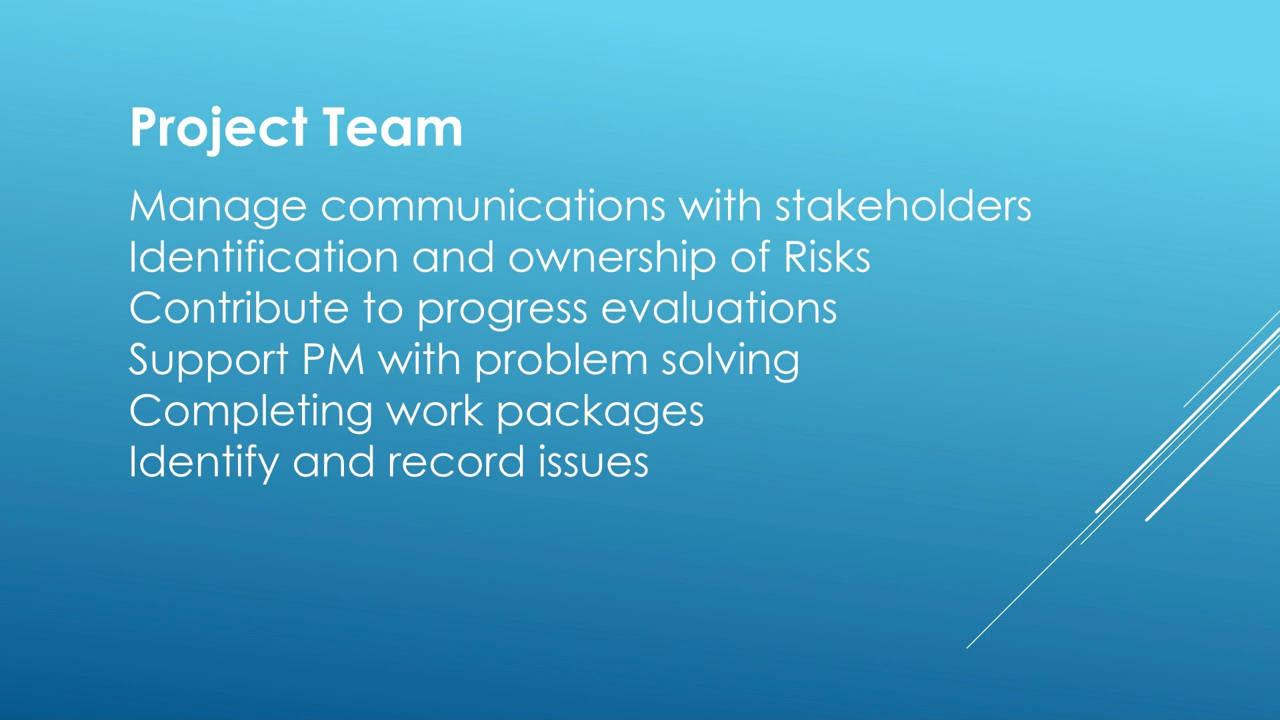 Project Team
Manage communications with stakeholders
Identification and ownership of Risks
Contribute to progress evaluations
Support PM with problem solving
Completing work packages
Identify and record issues